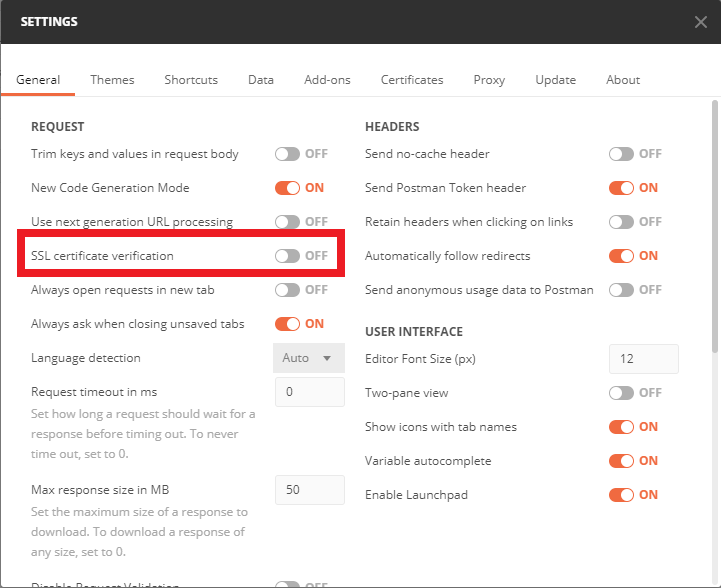 SETTINGS
General Themes Shortcuts Data Add-ons Certificates Proxy Update About
REQUEST
Trim keys and values in request body OFF
New Code Generation Mode ON
Use next generation URL processing OFF
SSL certificate verification OFF
Always open requests in new tab OFF
Always ask when closing unsaved tabs ON
Language detection Auto
Request timeout in ms 0
Set how long a request should wait for a
response before timing out. To never
time out, set to 0.
Max response size in MB 50
Set the maximum size of a response to
download. To download a response of
any size, set to 0.
Disable Request Validation OFF
HEADERS
Send no-cache header OFF
Send Postman Token header ON
Retain headers when clicking on links OFF
Automatically follow redirects ON
Send anonymous usage data to Postman OFF
USER INTERFACE
Editor Font Size (px) 12
Two-pane view OFF
Show icons with tab names ON
Variable autocomplete ON
Enable Launchpad ON